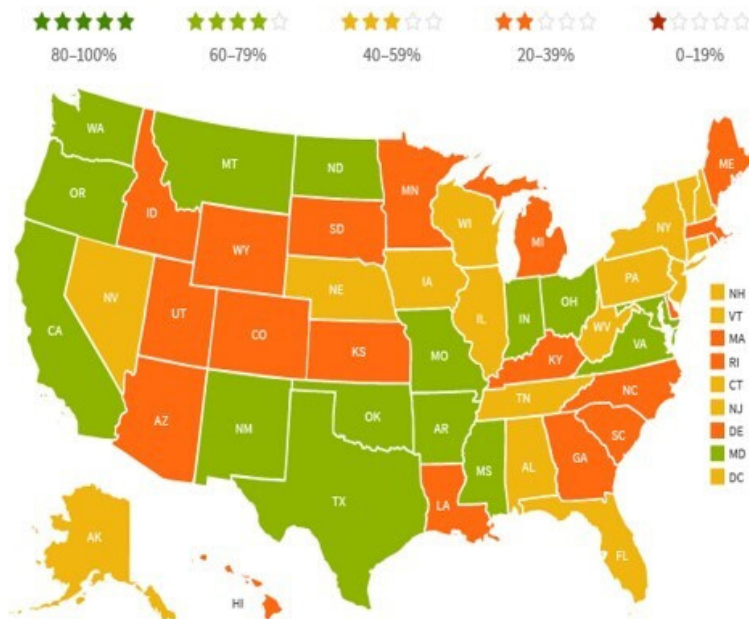 80–100% 60–79% 40–59% 20–39% 0–19%
WA
MT
ND
MN
ME
OR
ID
SD
WI
NY
WY
MI
PA
NV
NE
IA
OH
NH
CA
UT
CO
IL
IN
WV
VT
KS
MO
KY
VA
MA
RI
AZ
NM
OK
AR
TN
NC
CT
SC
NJ
TX
MS
AL
GA
DE
LA
MD
DC
AK
FL
HI